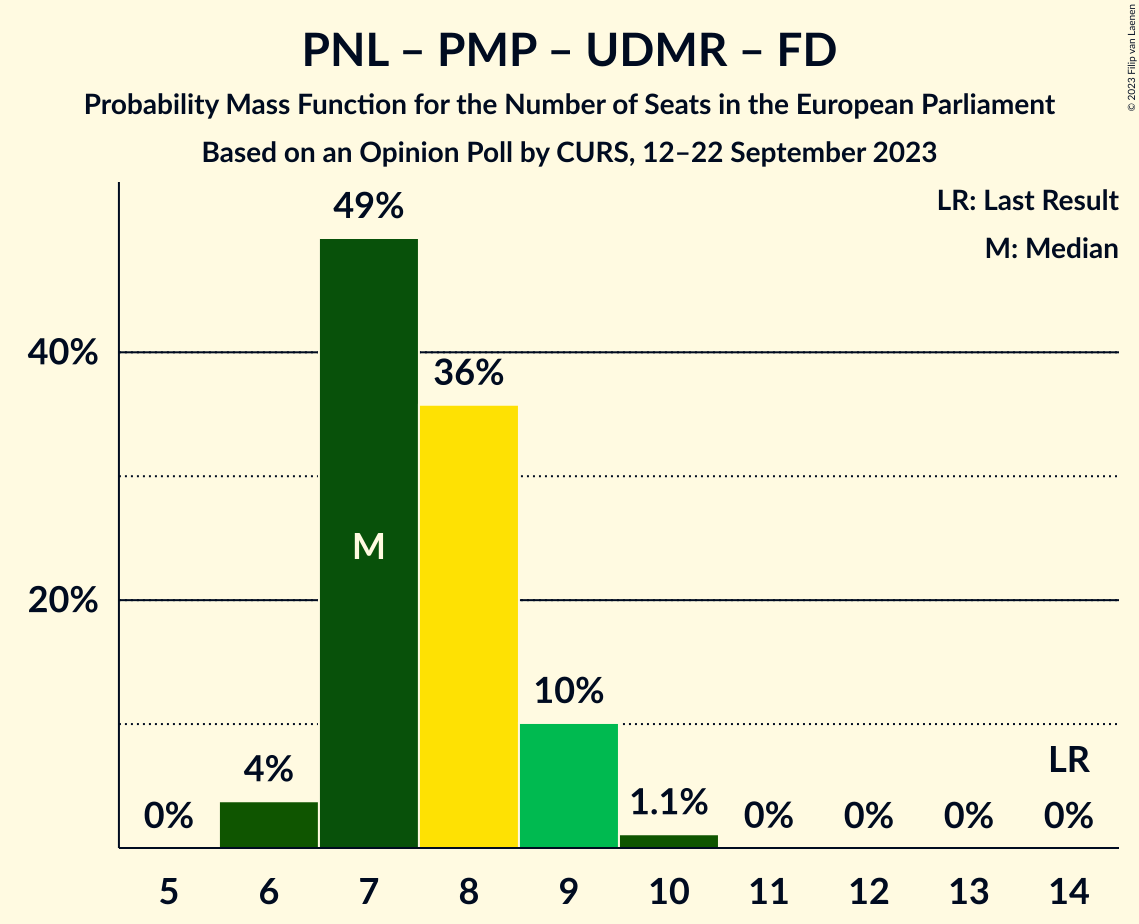 PNL – PMP – UDMR – FD
Probability Mass Function for the Number of Seats in the European Parliament
Based on an Opinion Poll by CURS, 12–22 September 2023
© 2023 Filip van Laenen
LR: Last Result
M: Median
49%
40%
36%
M
20%
10%
LR
4%
1.1%
0%
0%
0%
0%
0%
5 6 7 8 9 10 11 12 13 14